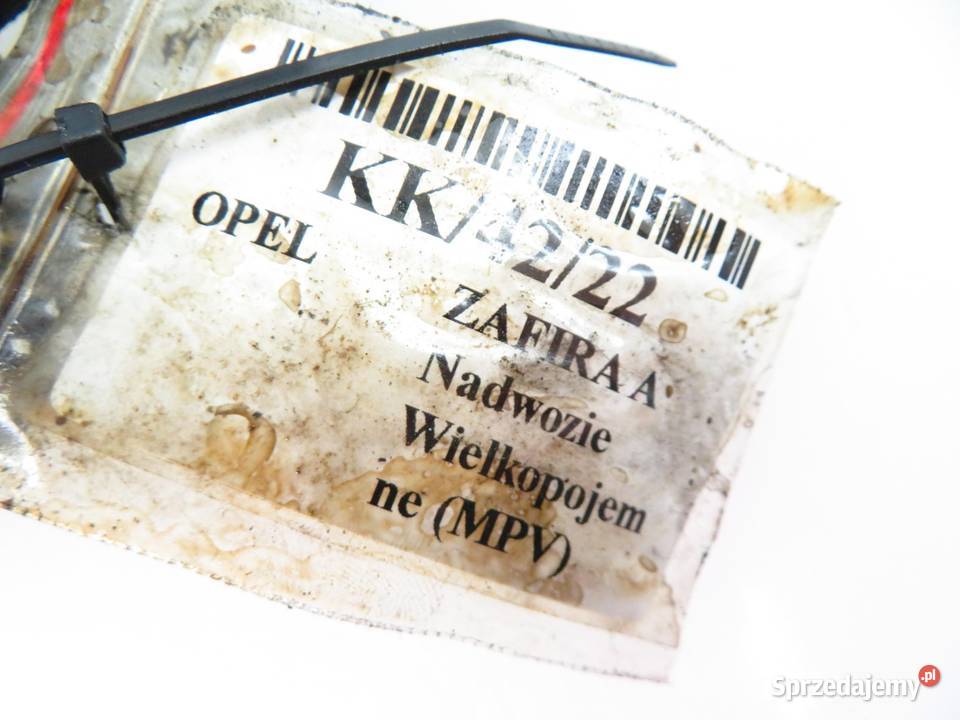 KK/42/22
OPEL
ZAFIRA A
Nadwozie
Wielkopojem
ne (MPV)
Sprzedajemy.pl